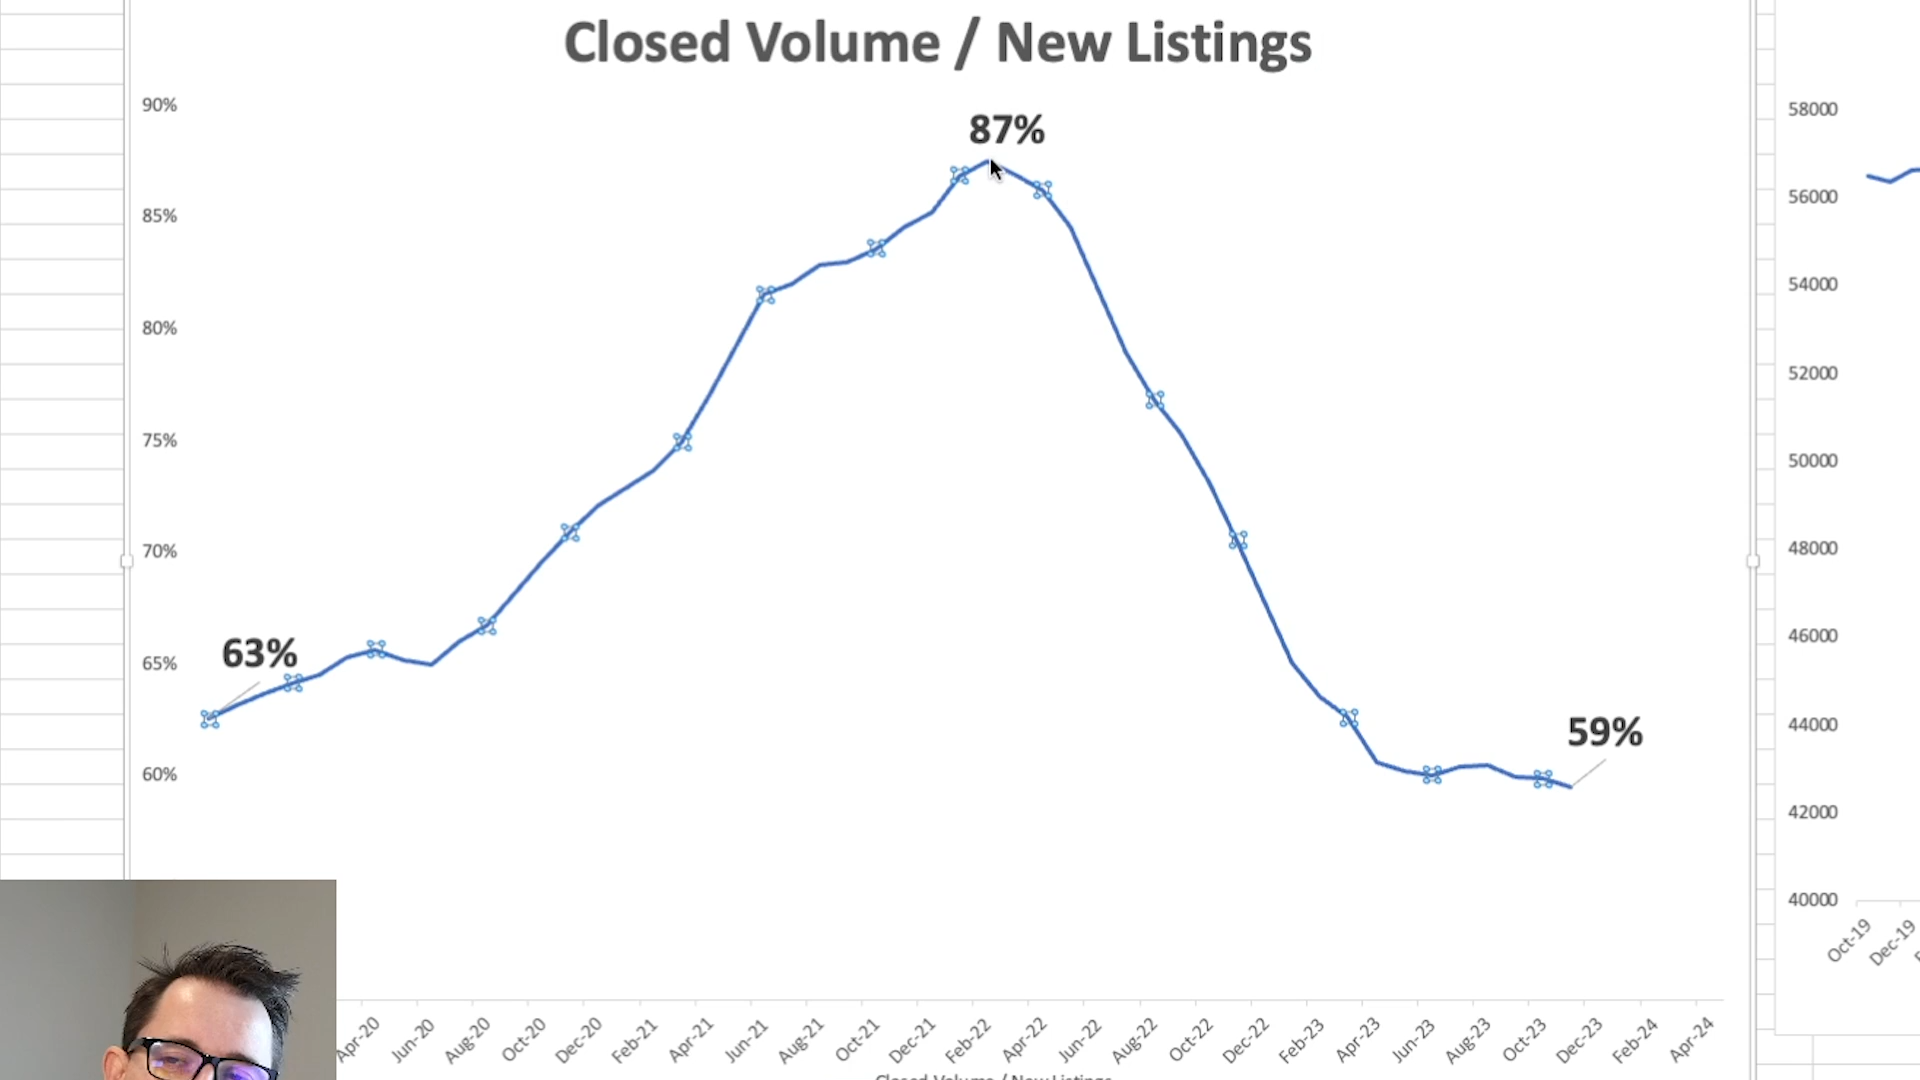 Closed Volume / New Listings
90%
85%
80%
75%
70%
65%
60%
87%
63%
59%
Apr-20
Jun-20
Aug-20
Oct-20
Dec-20
Feb-21
Apr-21
Jun-21
Aug-21
Oct-21
Dec-21
Feb-22
Apr-22
Jun-22
Aug-22
Oct-22
Dec-22
Feb-23
Apr-23
Jun-23
Aug-23
Oct-23
Dec-23
Feb-24
Apr-24
Closed Volume / New Listings
58000
56000
54000
52000
50000
48000
46000
44000
42000
40000
Oct-19
Dec-19